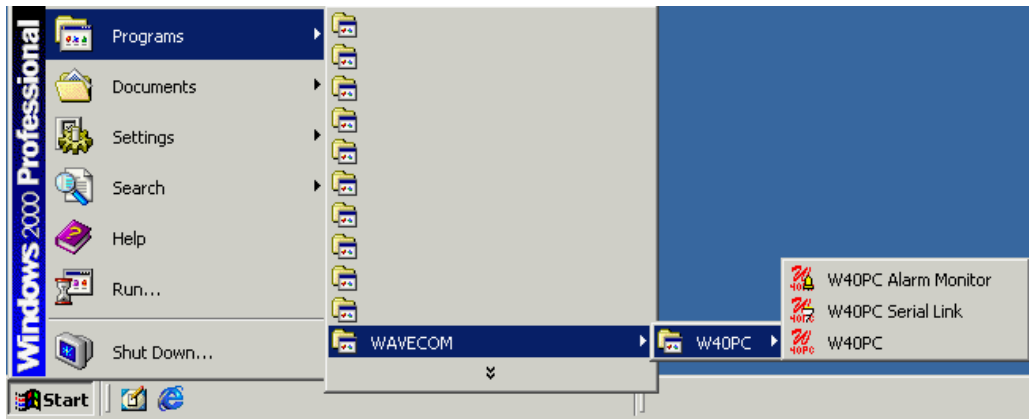 Windows 2000 Professional
Programs
Documents
Settings
Search
Help
Run...
Shut Down...
WAVECOM
W40PC
W40PC Alarm Monitor
W40PC Serial Link
W40PC
Start